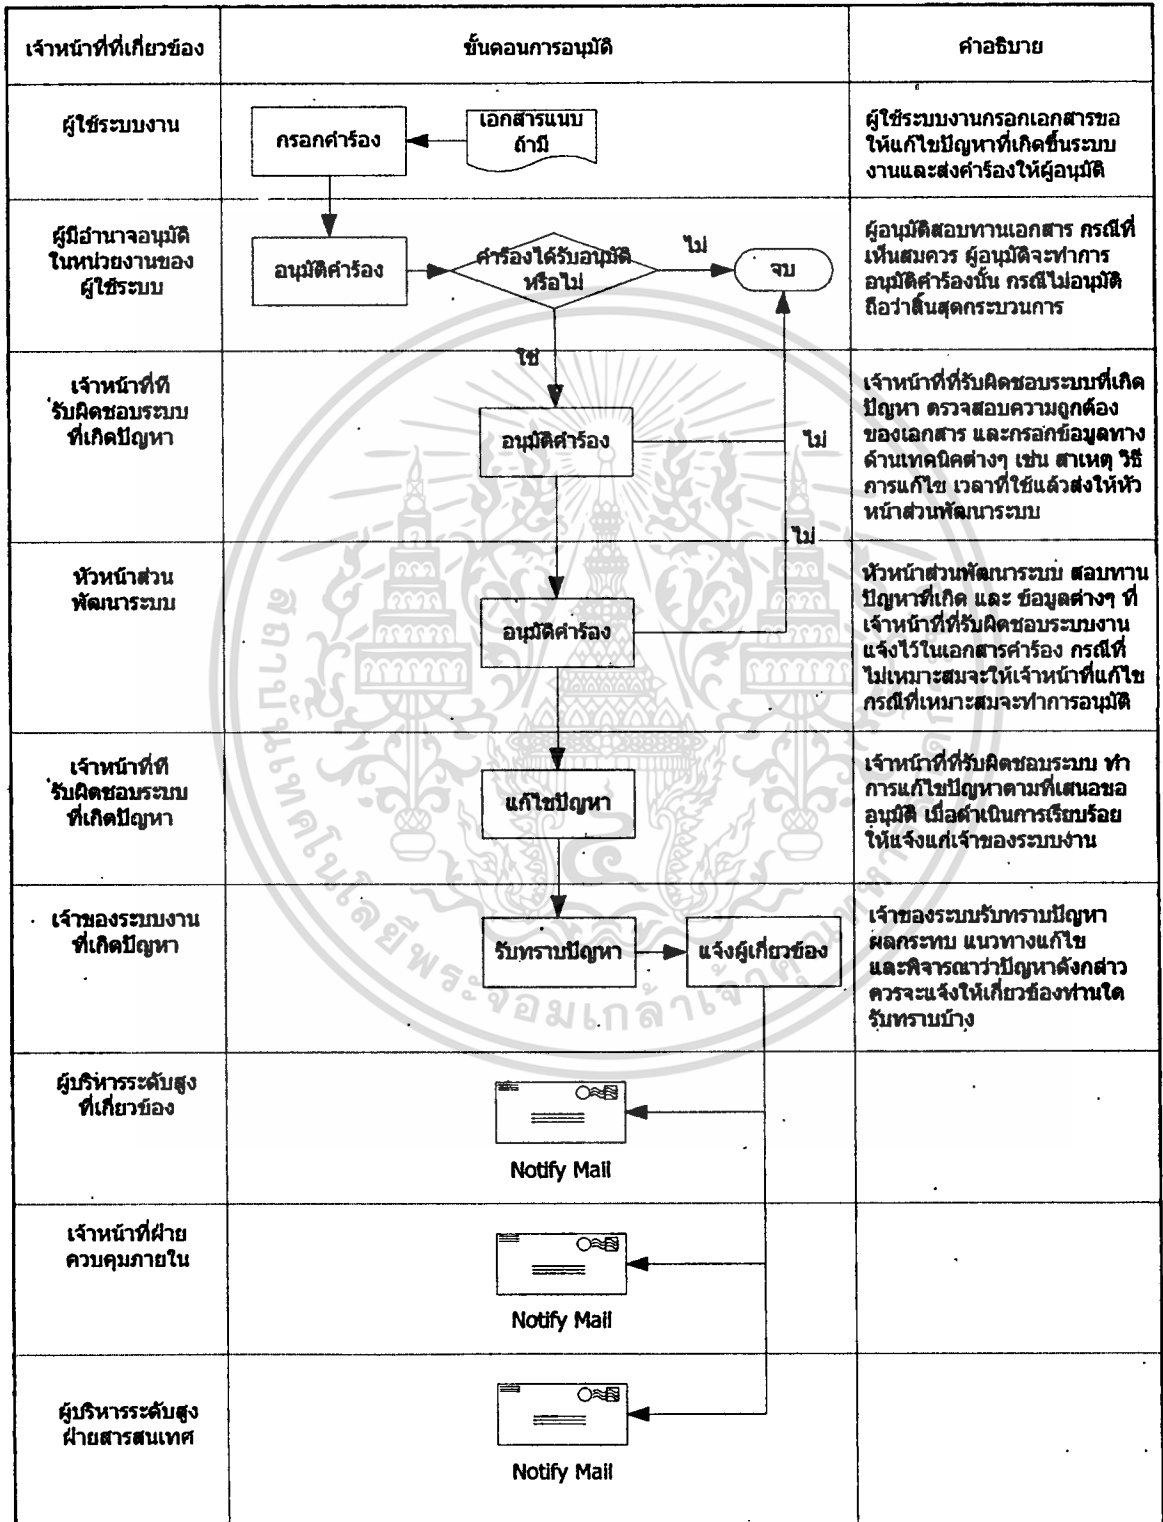 เจ้าหน้าที่ที่เกี่ยวข้อง
ขั้นตอนการอนุมัติ
คำอธิบาย
ผู้ใช้ระบบงาน
กรอกคำร้อง
เอกสารแนบ
ถ้ามี
ผู้ใช้ระบบงานกรอกเอกสารขอ
ให้แก้ไขปัญหาที่เกิดขึ้นระบบ
งานและส่งคำร้องให้ผู้อนุมัติ
ผู้มีอำนาจอนุมัติ
ในหน่วยงานของ
ผู้ใช้ระบบ
อนุมัติคำร้อง
คำร้องได้รับอนุมัติ
หรือไม่
ไม่
จบ
ใช่
ผู้อนุมัติสอบทานเอกสาร กรณีที่
เห็นสมควร ผู้อนุมัติจะทำการ
อนุมัติคำร้องนั้น กรณีไม่อนุมัติ
ถือว่าสิ้นสุดกระบวนการ
เจ้าหน้าที่ที่
รับผิดชอบระบบ
ที่เกิดปัญหา
อนุมัติคำร้อง
ไม่
เจ้าหน้าที่ที่รับผิดชอบระบบที่เกิด
ปัญหา ตรวจสอบความถูกต้อง
ของเอกสาร และกรอกข้อมูลทาง
ด้านเทคนิคต่างๆ เช่น สาเหตุ วิธี
การแก้ไข เวลาที่ใช้แล้วส่งให้หัว
หน้าส่วนพัฒนาระบบ
ไม่
หัวหน้าส่วน
พัฒนาระบบ
อนุมัติคำร้อง
หัวหน้าส่วนพัฒนาระบบ สอบทาน
ปัญหาที่เกิด และ ข้อมูลต่างๆ ที่
เจ้าหน้าที่ที่รับผิดชอบระบบงาน
แจ้งไว้ในเอกสารคำร้อง กรณีที่
ไม่เหมาะสมจะให้เจ้าหน้าที่แก้ไข
กรณีที่เหมาะสมจะทำการอนุมัติ
เจ้าหน้าที่ที่
รับผิดชอบระบบ
ที่เกิดปัญหา
แก้ไขปัญหา
เจ้าหน้าที่ที่รับผิดชอบระบบ ทำ
การแก้ไขปัญหาตามที่เสนอขอ
อนุมัติ เมื่อดำเนินการเรียบร้อย
ให้แจ้งแก่เจ้าของระบบงาน
เจ้าของระบบงาน
ที่เกิดปัญหา
รับทราบปัญหา
แจ้งผู้เกี่ยวข้อง
เจ้าของระบบรับทราบปัญหา
ผลกระทบ แนวทางแก้ไข
และพิจารณาว่าปัญหาดังกล่าว
ควรจะแจ้งให้เกี่ยวข้องท่านใด
รับทราบบ้าง
ผู้บริหารระดับสูง
ที่เกี่ยวข้อง
Notify Mail
เจ้าหน้าที่ฝ่าย
ควบคุมภายใน
Notify Mail
ผู้บริหารระดับสูง
ฝ่ายสารสนเทศ
Notify Mail
สถาบันเทคโนโลยีพระจอมเกล้าเจ้าคุณทหารลาดกระบัง